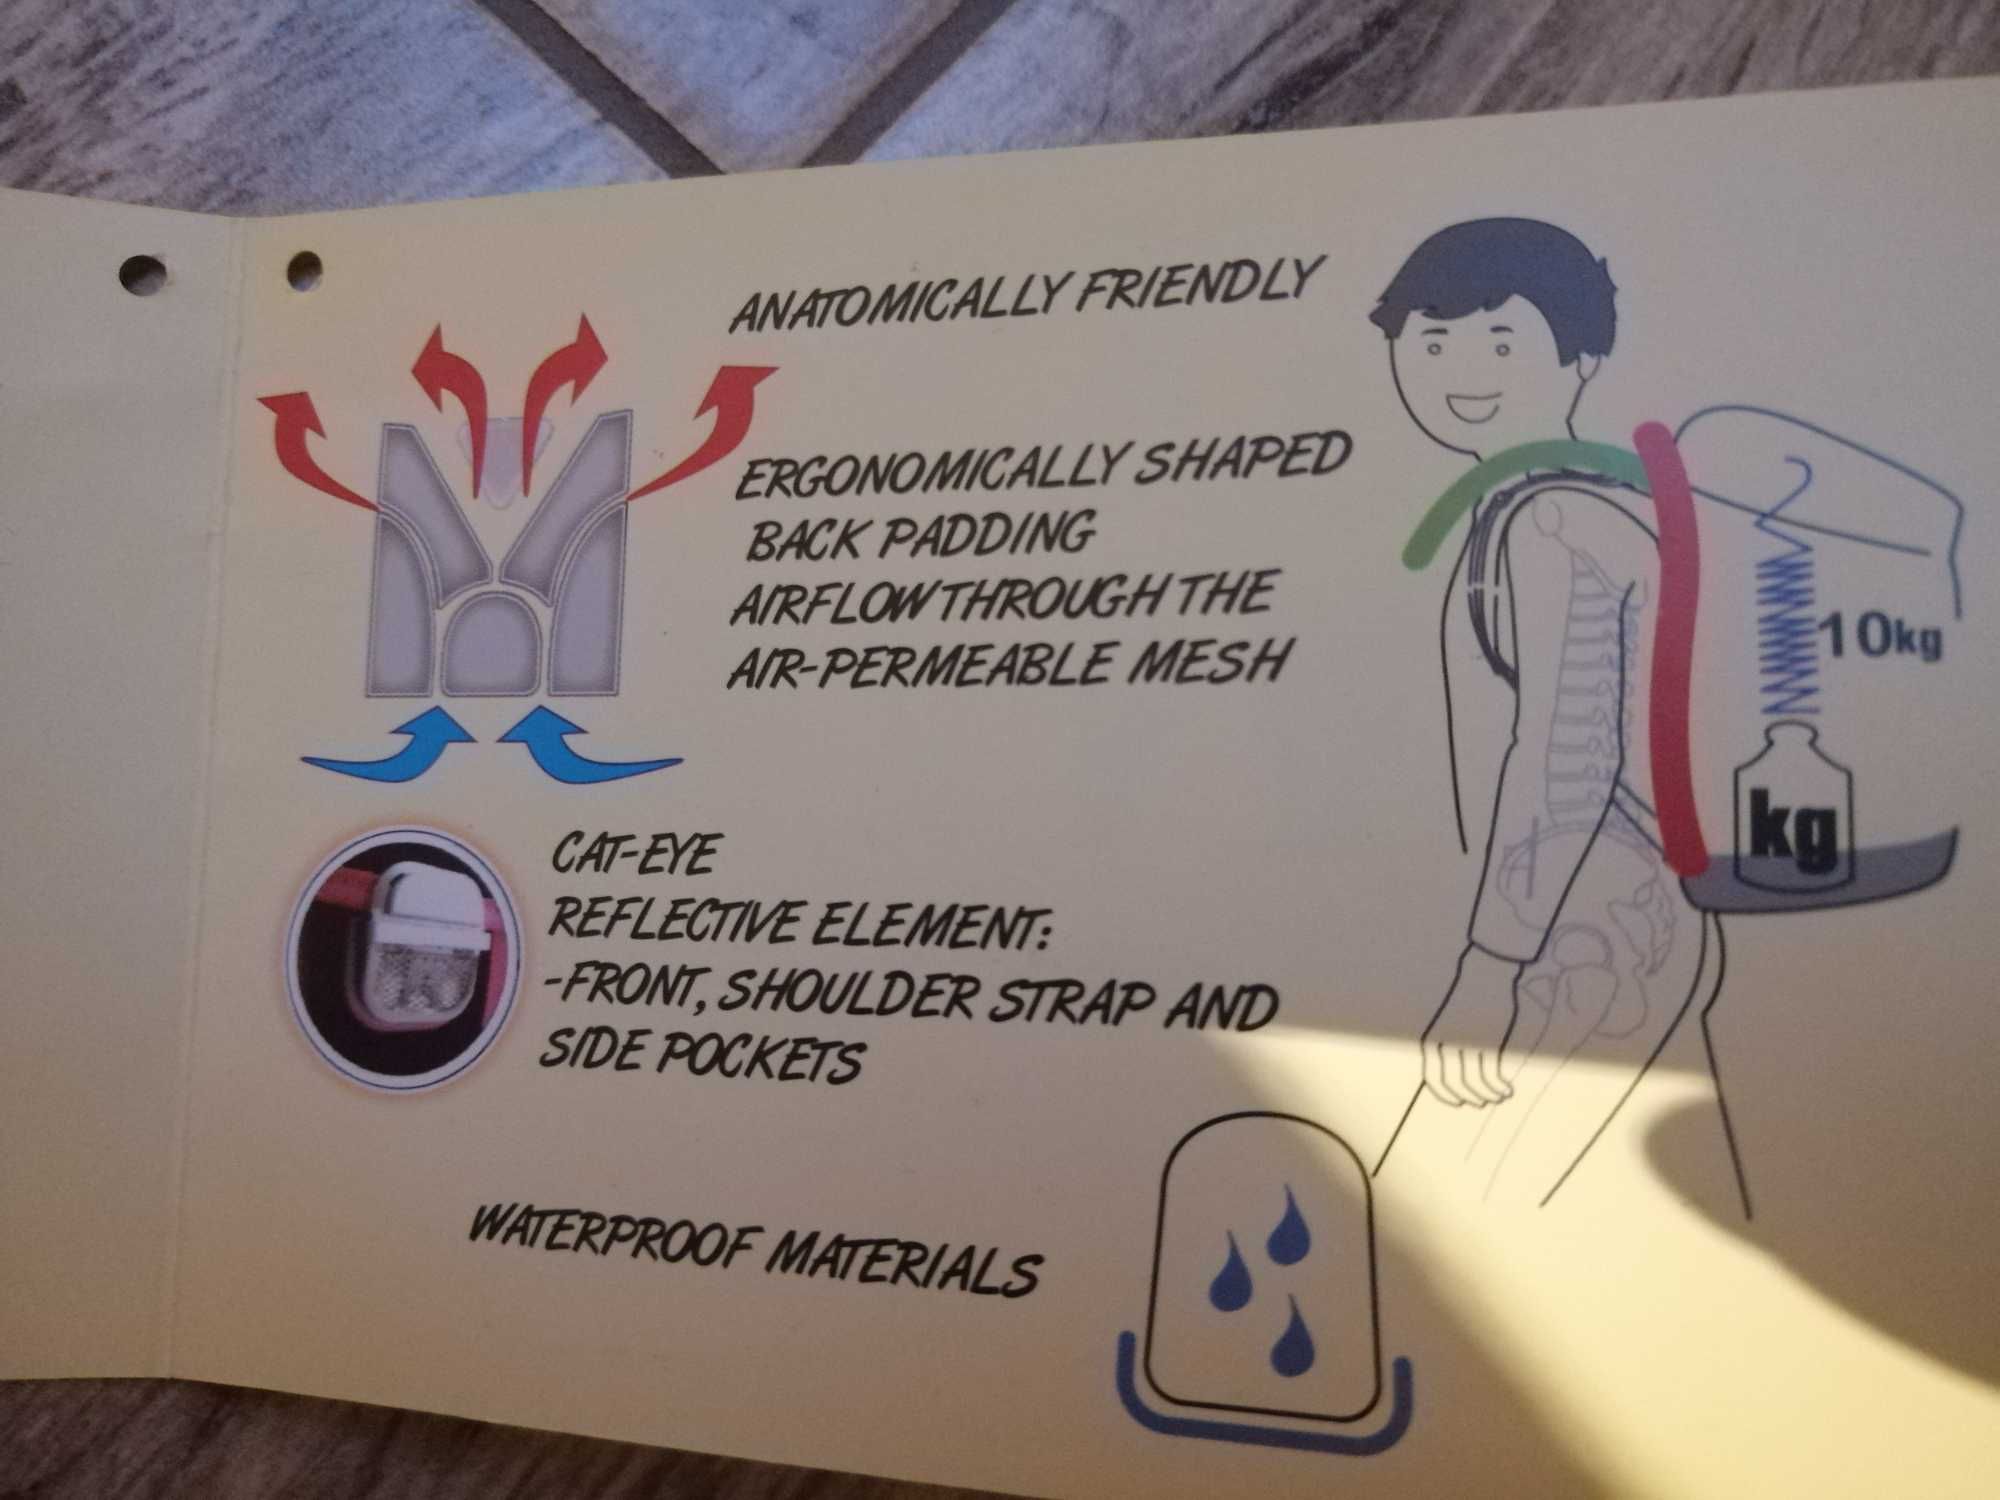 ANATOMICALLY FRIENDLY
ERGONOMICALLY SHAPED
BACK PADDING
AIRFLOW THROUGH THE
AIR-PERMEABLE MESH
10kg
kg
CAT-EYE
REFLECTIVE ELEMENT:
-FRONT, SHOULDER STRAP AND
SIDE POCKETS
WATERPROOF MATERIALS